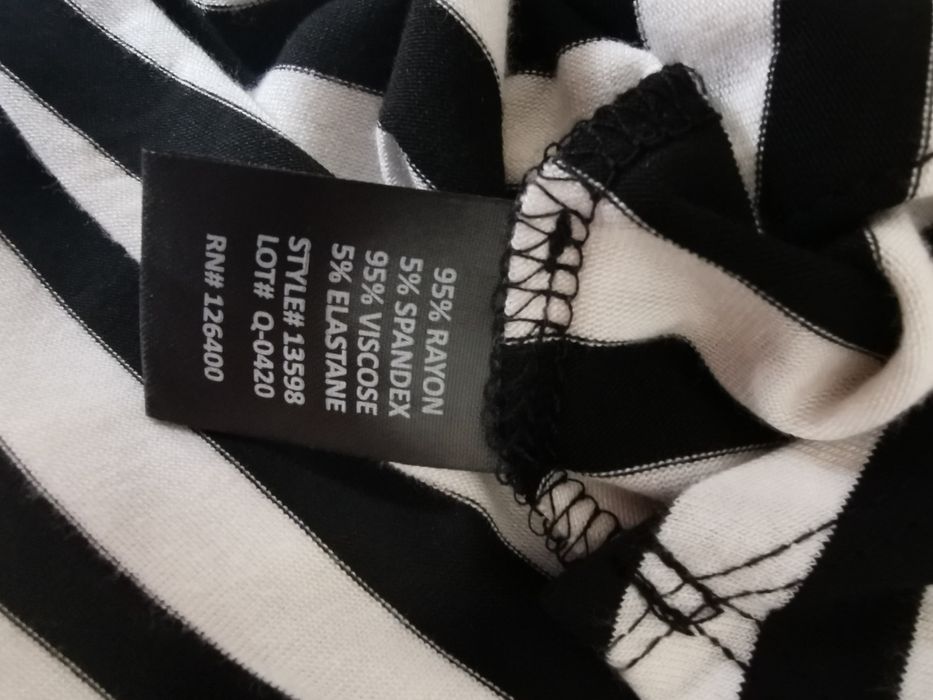 95% RAYON
5% SPANDEX
95% VISCOSE
5% ELASTANE
STYLE# 13598
LOT# Q-0420
RN# 126400